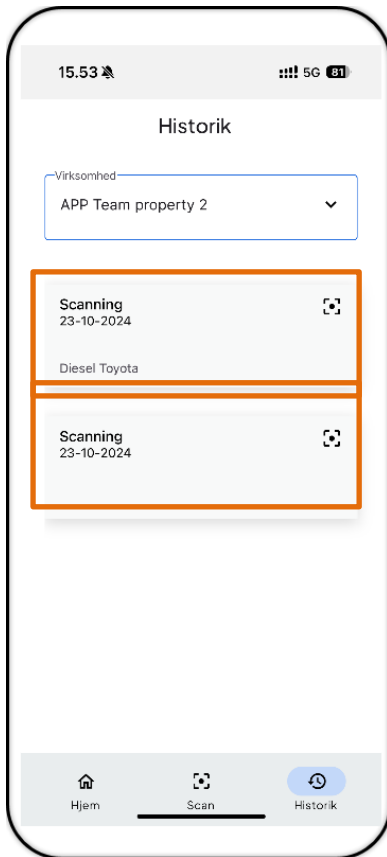 15.53 5G 81
Historik
Virksomhed
APP Team property 2
Scanning
23-10-2024
Diesel Toyota
Scanning
23-10-2024
Hjem Scan Historik